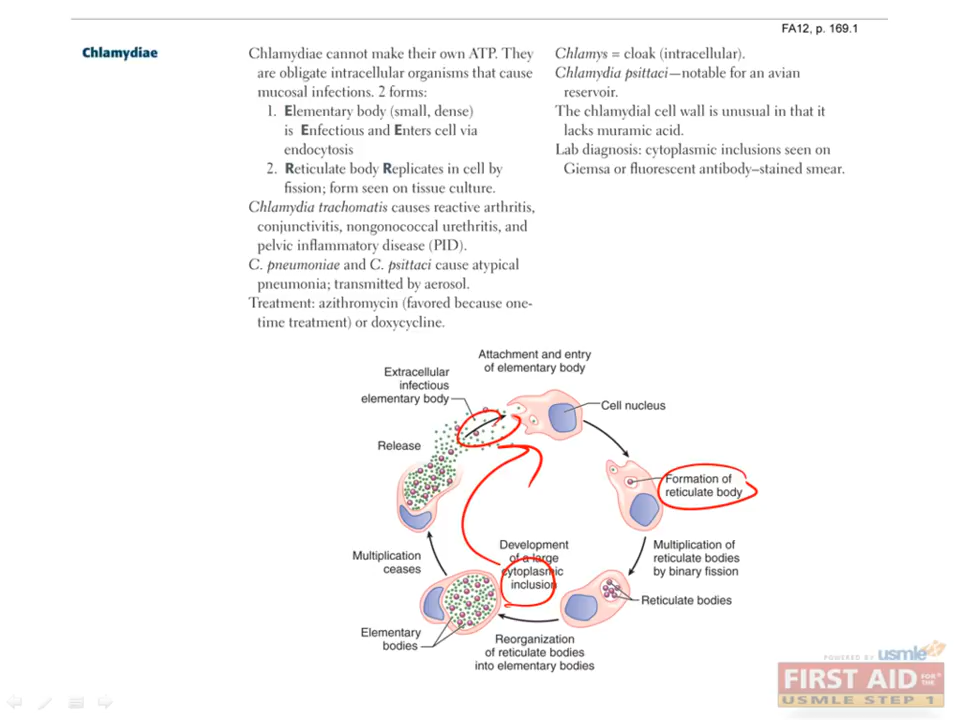 FA12, p. 169.1
Chlamydiae
Chlamydiae cannot make their own ATP. They
are obligate intracellular organisms that cause
mucosal infections. 2 forms:
1. Elementary body (small, dense)
is Enfectious and Enters cell via
endocytosis
2. Reticulate body Replicates in cell by
fission; form seen on tissue culture.
Chlamydia trachomatis causes reactive arthritis,
conjunctivitis, nongonococcal urethritis, and
pelvic inflammatory disease (PID).
C. pneumoniae and C. psittaci cause atypical
pneumonia; transmitted by aerosol.
Treatment: azithromycin (favored because one-
time treatment) or doxycycline.
Chlamys = cloak (intracellular).
Chlamydia psittaci—notable for an avian
reservoir.
The chlamydial cell wall is unusual in that it
lacks muramic acid.
Lab diagnosis: cytoplasmic inclusions seen on
Giemsa or fluorescent antibody–stained smear.
Attachment and entry
of elementary body
Extracellular
infectious
elementary body
Cell nucleus
Release
Formation of
reticulate body
Development
of a large
cytoplasmic
inclusion
Multiplication of
reticulate bodies
by binary fission
Multiplication
ceases
Reticulate bodies
Elementary
bodies
Reorganization
of reticulate bodies
into elementary bodies
POWERED BY usmle
FIRST AID FOR THE
USMLE STEP 1